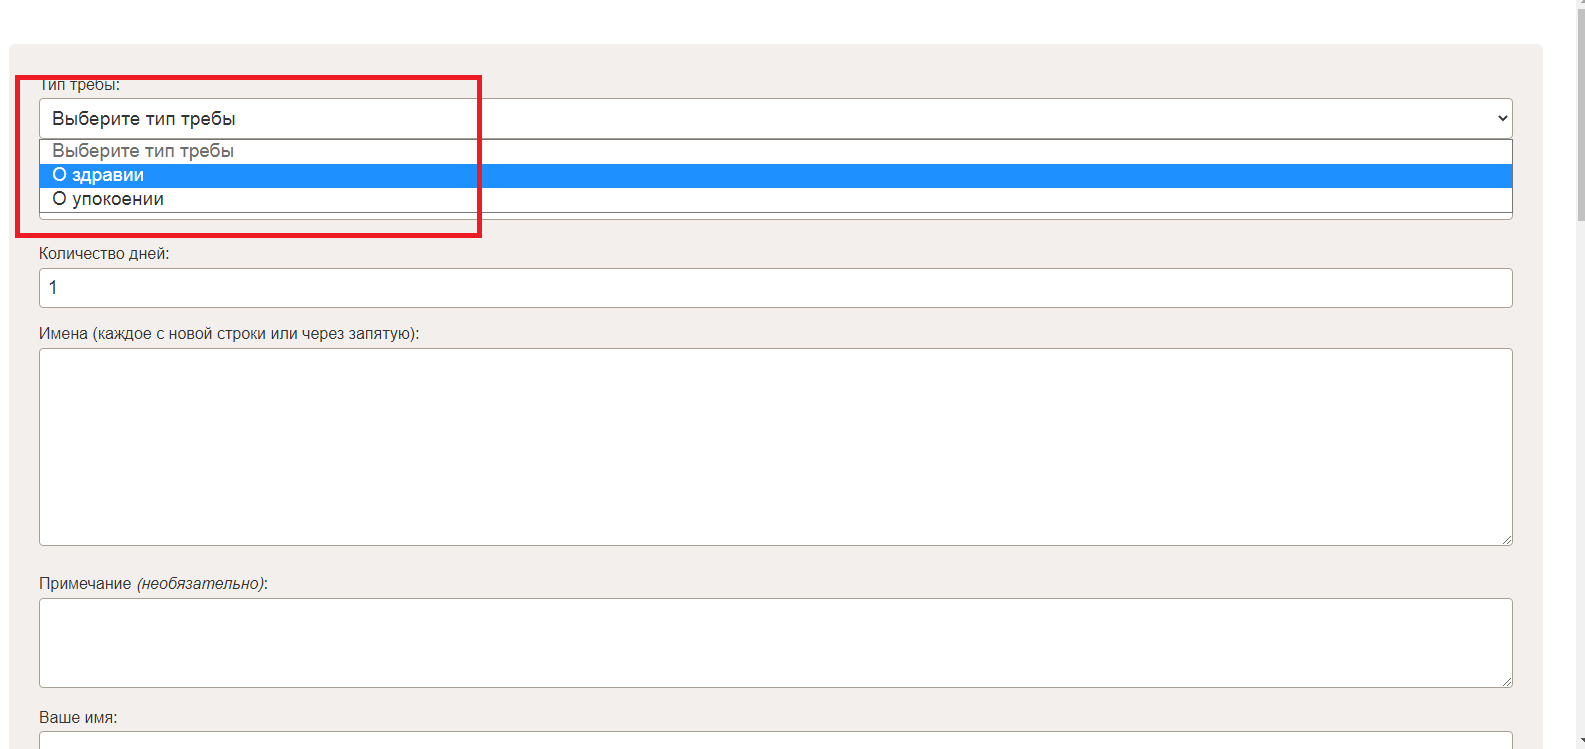 Тип требы:
Выберите тип требы
Выберите тип требы
О здравии
О упокоении
Количество дней:
1
Имена (каждое с новой строки или через запятую):
Примечание (необязательно):
Ваше имя: